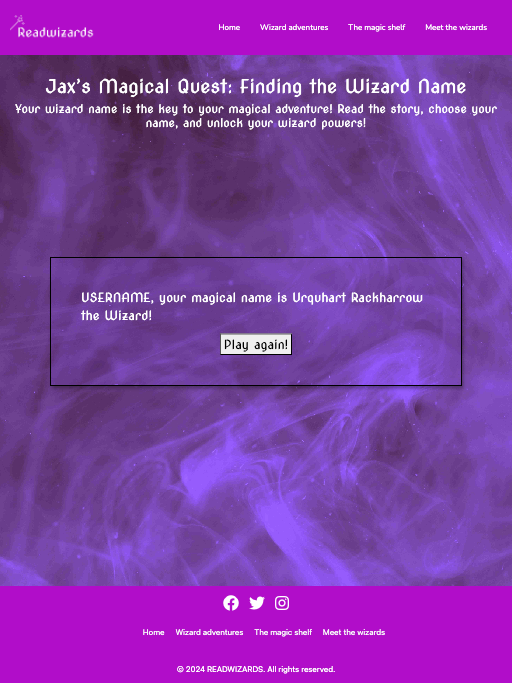 Readwizards
Home Wizard adventures The magic shelf Meet the wizards
Jax's Magical Quest: Finding the Wizard Name
Your wizard name is the key to your magical adventure! Read the story, choose your
name, and unlock your wizard powers!
USERNAME, your magical name is Urquhart Rackharrow
the Wizard!
Play again!
Home Wizard adventures The magic shelf Meet the wizards
© 2024 READWIZARDS. All rights reserved.